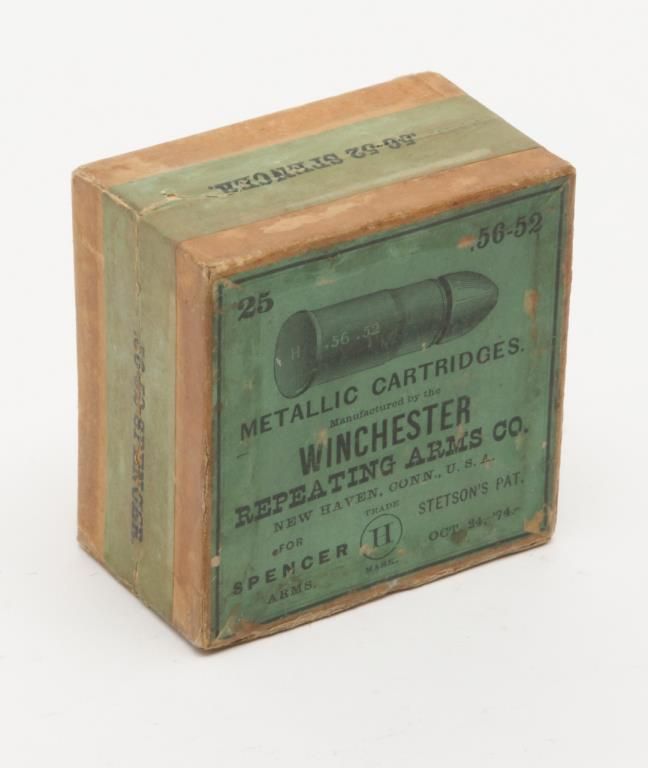 .56-52 SPENCER.
.56-52 SPENCER
25
.56-52
H .56 .52
METALLIC CARTRIDGES.
Manufactured by the
WINCHESTER
REPEATING ARMS CO.
NEW HAVEN, CONN., U. S. A.
FOR
SPENCER
ARMS.
TRADE
H
MARK.
STETSON'S PAT.
OCT. 24, '74.